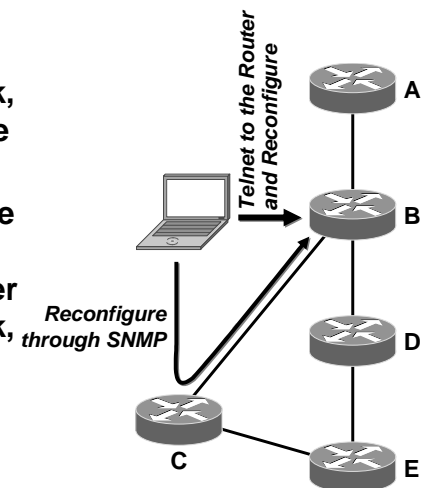 k,
e
e
er
k,
Telnet to the Router
and Reconfigure
Reconfigure
through SNMP
A
B
D
C
E